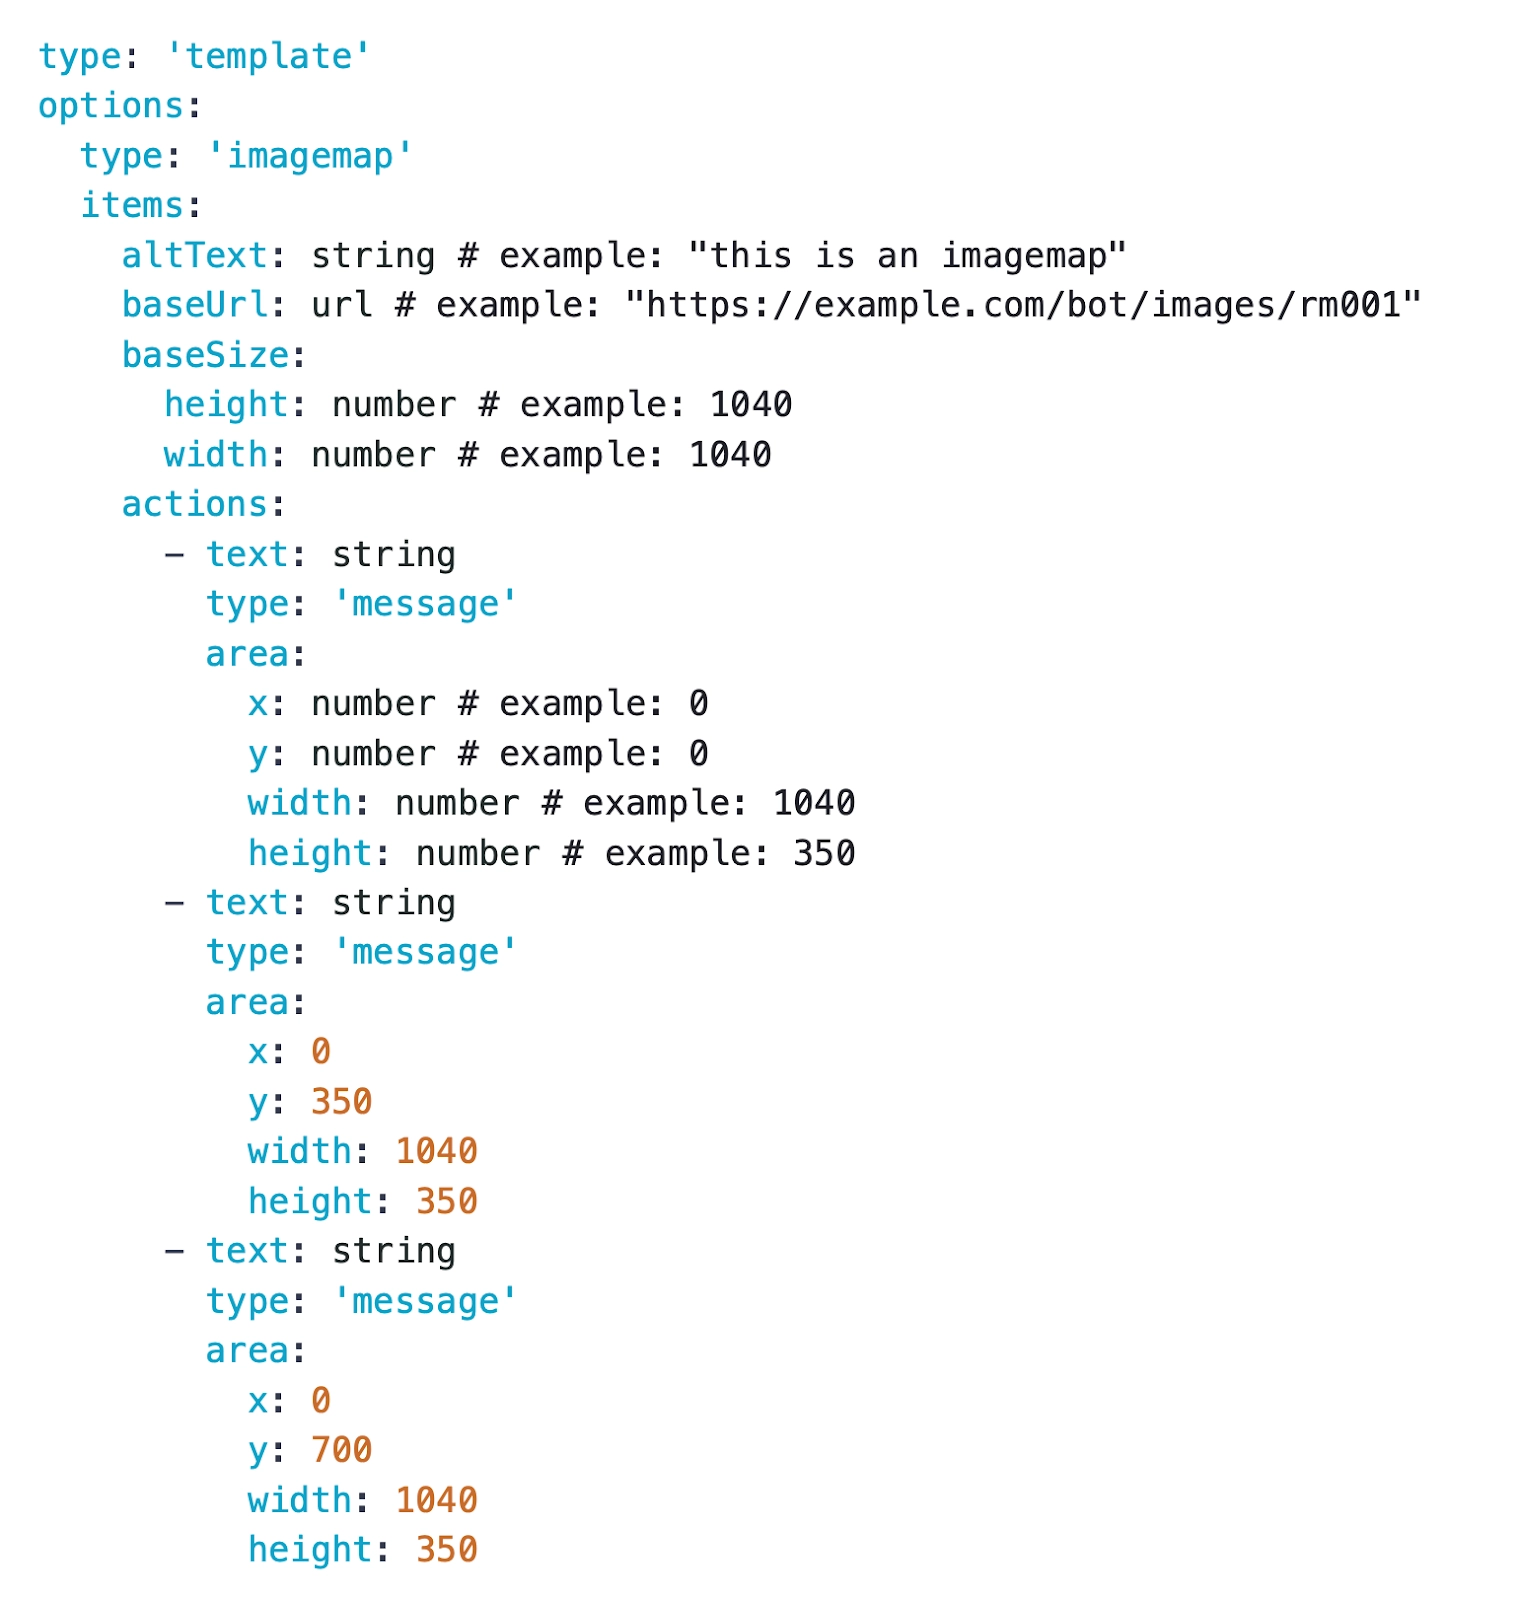 type: 'template'
options:
  type: 'imagemap'
  items:
    altText: string # example: "this is an imagemap"
    baseUrl: url # example: "https://example.com/bot/images/rm001"
    baseSize:
      height: number # example: 1040
      width: number # example: 1040
    actions:
      - text: string
        type: 'message'
        area:
          x: number # example: 0
          y: number # example: 0
          width: number # example: 1040
          height: number # example: 350
      - text: string
        type: 'message'
        area:
          x: 0
          y: 350
          width: 1040
          height: 350
      - text: string
        type: 'message'
        area:
          x: 0
          y: 700
          width: 1040
          height: 350